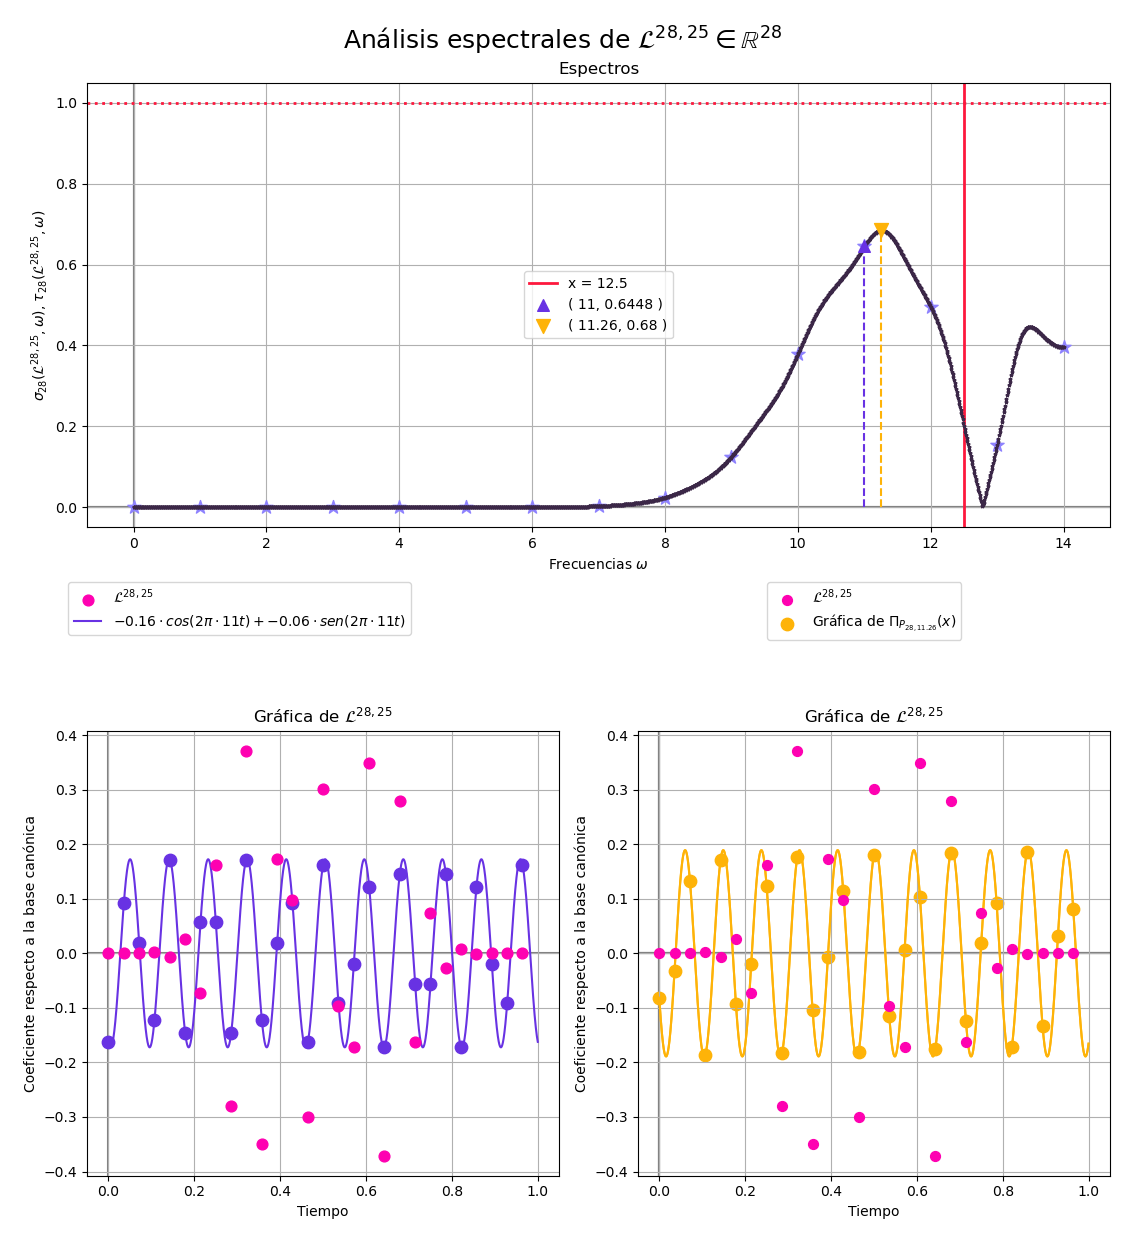 Análisis espectrales de 𝓛^{28,25} ∈ ℝ^{28}
Espectros
1.0
0.8
0.6
0.4
0.2
0.0
σ_{28}(𝓛^{28,25}, ω), τ_{28}(𝓛^{28,25}, ω)
x = 12.5
( 11, 0.6448 )
( 11.26, 0.68 )
0 2 4 6 8 10 12 14
Frecuencias ω
𝓛^{28,25}
−0.16 · cos(2π · 11t) + −0.06 · sen(2π · 11t)
𝓛^{28,25}
Gráfica de Π_{P_{28,11.26}}(x)
Gráfica de 𝓛^{28,25}
0.4
0.3
0.2
0.1
0.0
−0.1
−0.2
−0.3
−0.4
Coeficiente respecto a la base canónica
0.0 0.2 0.4 0.6 0.8 1.0
Tiempo
Gráfica de 𝓛^{28,25}
0.4
0.3
0.2
0.1
0.0
−0.1
−0.2
−0.3
−0.4
Coeficiente respecto a la base canónica
0.0 0.2 0.4 0.6 0.8 1.0
Tiempo